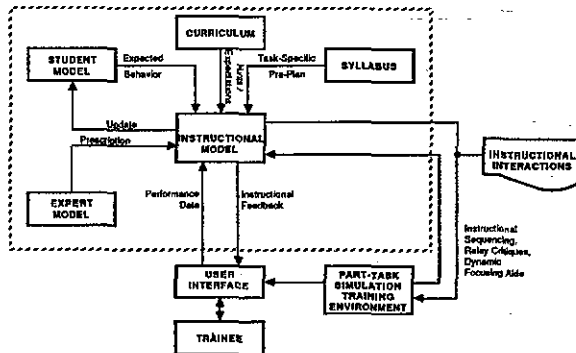 CURRICULUM
STUDENT
MODEL
Expected
Behavior
Expectations
Task-Specific
Pre-Plan
SYLLABUS
Update
Prescription
INSTRUCTIONAL
MODEL
INSTRUCTIONAL
INTERACTIONS
EXPERT
MODEL
Performance
Data
Instructional
Feedback
Instructional
Sequencing,
Relay Critiques,
Dynamic
Focusing Aids
USER
INTERFACE
PART-TASK
SIMULATION
TRAINING
ENVIRONMENT
TRAINEE